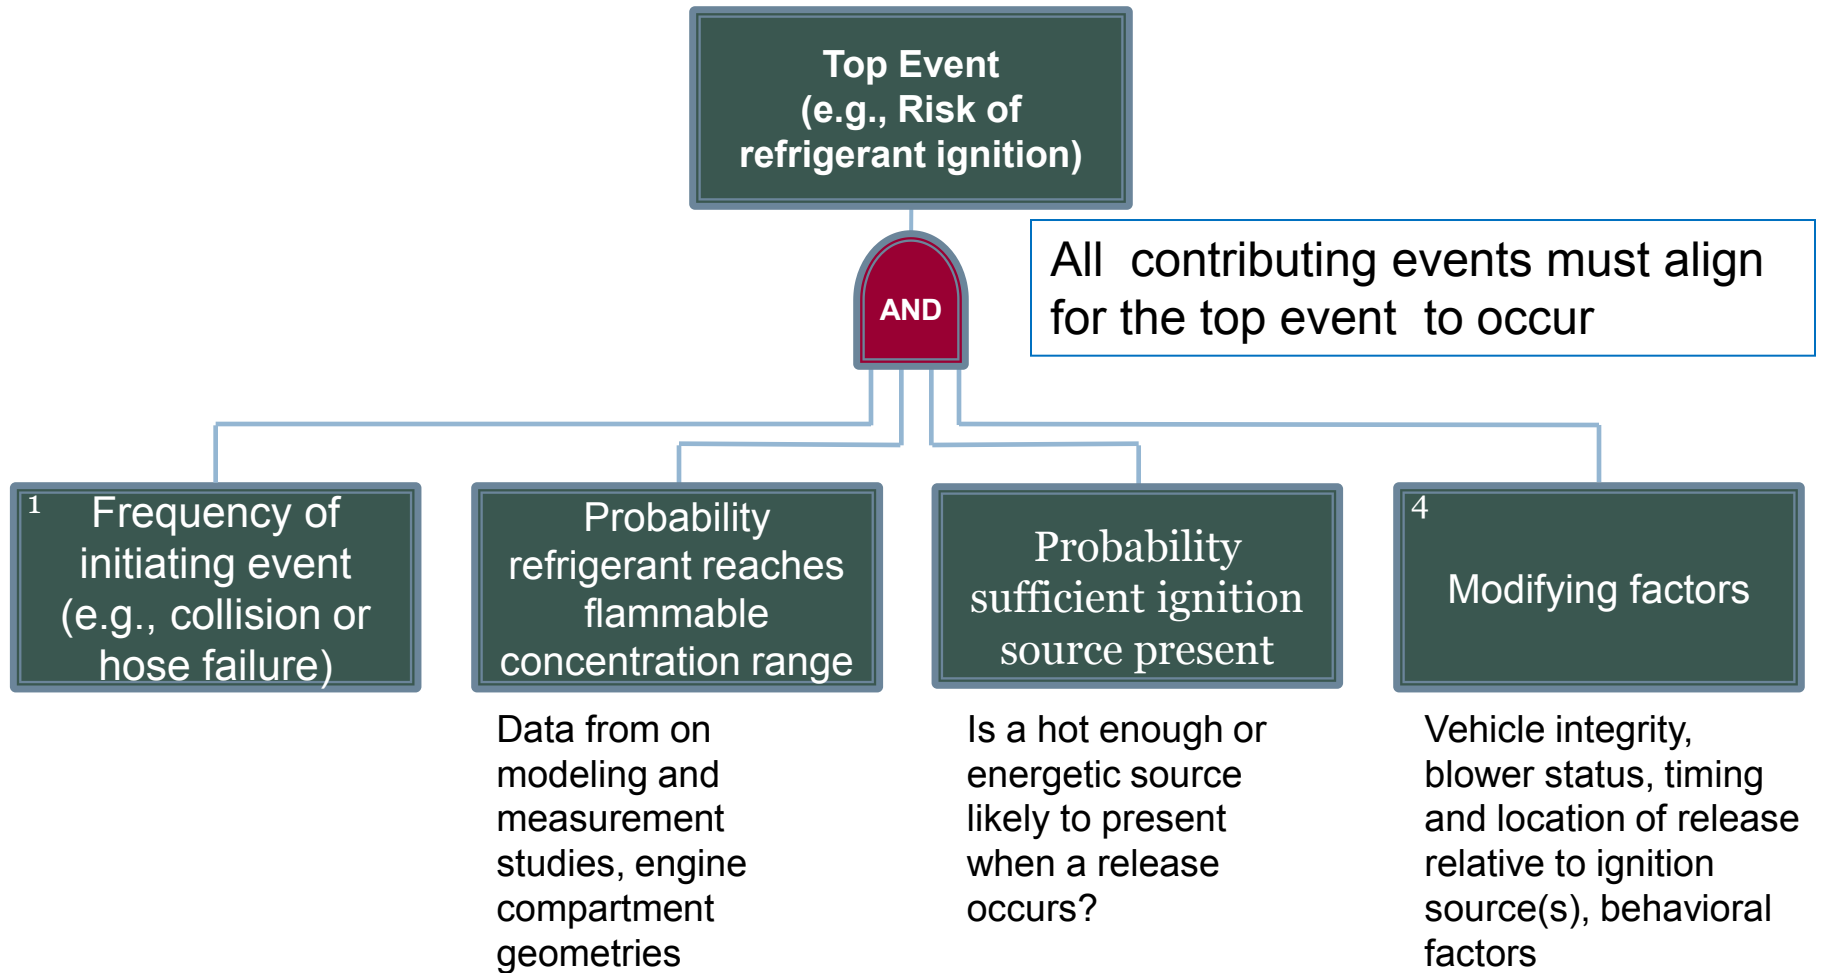 Top Event
(e.g., Risk of
refrigerant ignition)
All contributing events must align
for the top event to occur
AND
1
Frequency of
initiating event
(e.g., collision or
hose failure)
Probability
refrigerant reaches
flammable
concentration range
Probability
sufficient ignition
source present
4
Modifying factors
Data from on
modeling and
measurement
studies, engine
compartment
geometries
Is a hot enough or
energetic source
likely to present
when a release
occurs?
Vehicle integrity,
blower status, timing
and location of release
relative to ignition
source(s), behavioral
factors